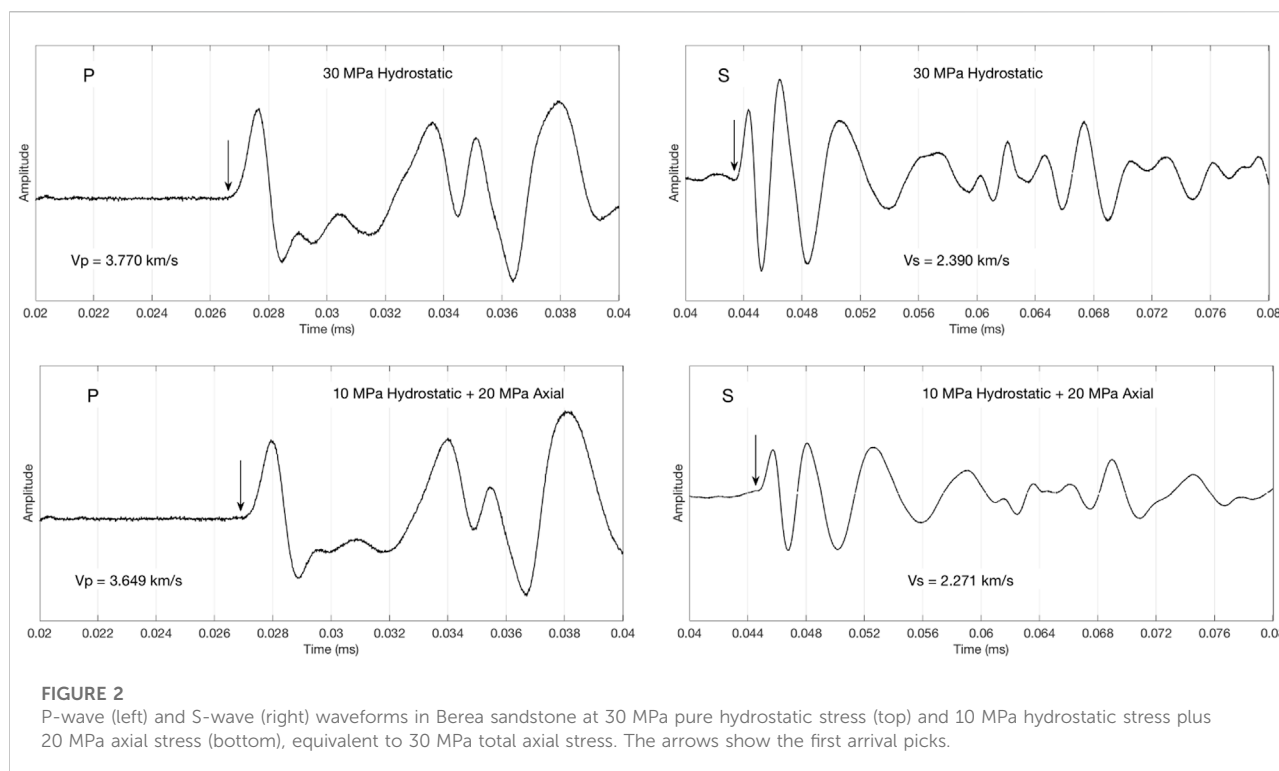 P
30 MPa Hydrostatic
Amplitude
Vp = 3.770 km/s
0.02 0.022 0.024 0.026 0.028 0.03 0.032 0.034 0.036 0.038 0.04
Time (ms)
S
30 MPa Hydrostatic
Amplitude
Vs = 2.390 km/s
0.04 0.044 0.048 0.052 0.056 0.06 0.064 0.068 0.072 0.076 0.08
Time (ms)
P
10 MPa Hydrostatic + 20 MPa Axial
Amplitude
Vp = 3.649 km/s
0.02 0.022 0.024 0.026 0.028 0.03 0.032 0.034 0.036 0.038 0.04
Time (ms)
S
10 MPa Hydrostatic + 20 MPa Axial
Amplitude
Vs = 2.271 km/s
0.04 0.044 0.048 0.052 0.056 0.06 0.064 0.068 0.072 0.076
Time (ms)
FIGURE 2
P-wave (left) and S-wave (right) waveforms in Berea sandstone at 30 MPa pure hydrostatic stress (top) and 10 MPa hydrostatic stress plus
20 MPa axial stress (bottom), equivalent to 30 MPa total axial stress. The arrows show the first arrival picks.